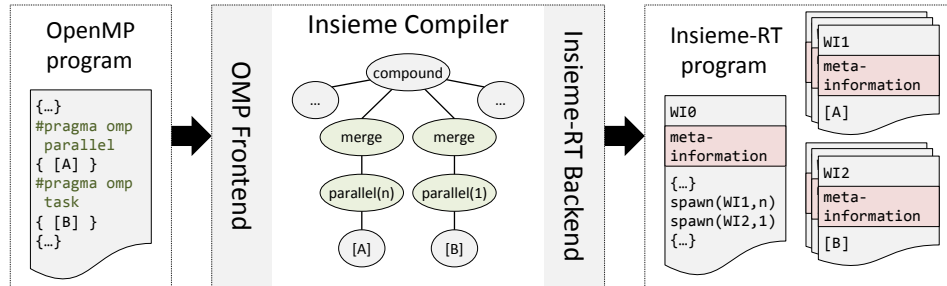 OpenMP
program
{…}
#pragma omp
parallel
{ [A] }
#pragma omp
task
{ [B] }
{…}
OMP Frontend
Insieme Compiler
compound
…
…
merge
merge
parallel(n)
parallel(1)
[A]
[B]
Insieme-RT Backend
Insieme-RT
program
WI0
meta-
information
{…}
spawn(WI1,n)
spawn(WI2,1)
{…}
WI1
meta-
information
[A]
WI2
meta-
information
[B]